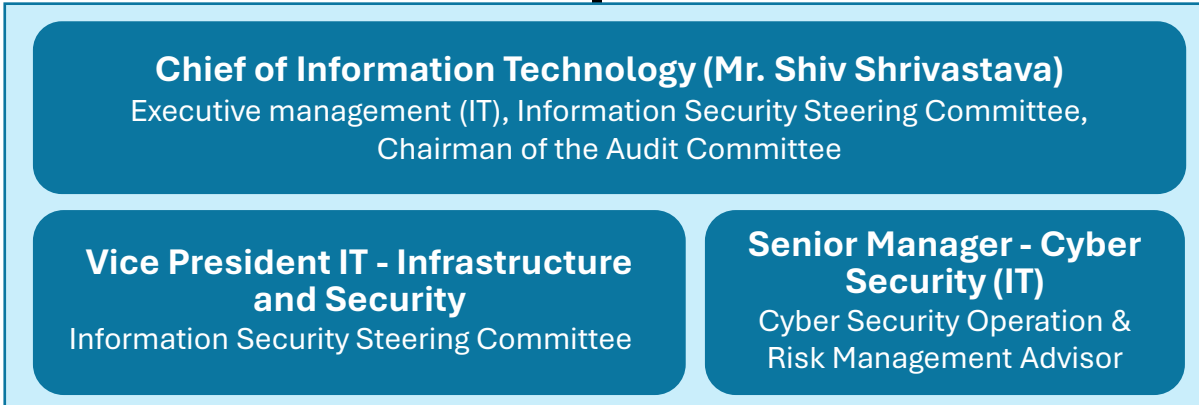 Chief of Information Technology (Mr. Shiv Shrivastava)
Executive management (IT), Information Security Steering Committee,
Chairman of the Audit Committee
Vice President IT - Infrastructure
and Security
Information Security Steering Committee
Senior Manager - Cyber
Security (IT)
Cyber Security Operation &
Risk Management Advisor